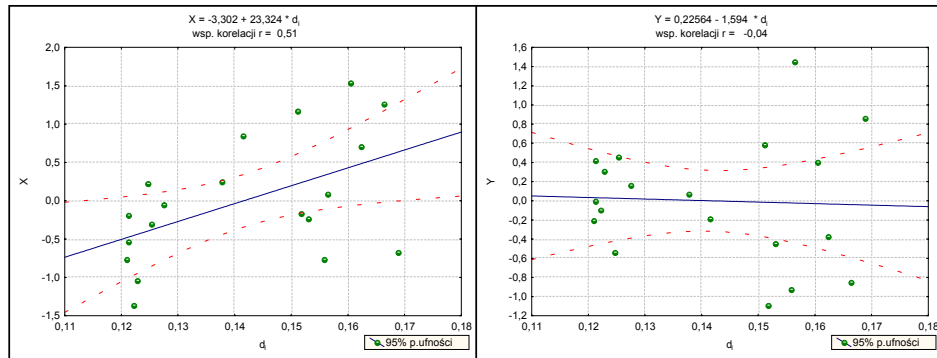 X = -3,302 + 23,324 * di
wsp. korelacji r = 0,51
2,0
1,5
1,0
0,5
0,0
-0,5
-1,0
-1,5
X
0,11 0,12 0,13 0,14 0,15 0,16 0,17 0,18
di
95% p.ufności
Y = 0,22564 - 1,594 * di
wsp. korelacji r = -0,04
1,6
1,4
1,2
1,0
0,8
0,6
0,4
0,2
0,0
-0,2
-0,4
-0,6
-0,8
-1,0
-1,2
Y
0,11 0,12 0,13 0,14 0,15 0,16 0,17 0,18
di
95% p.ufności